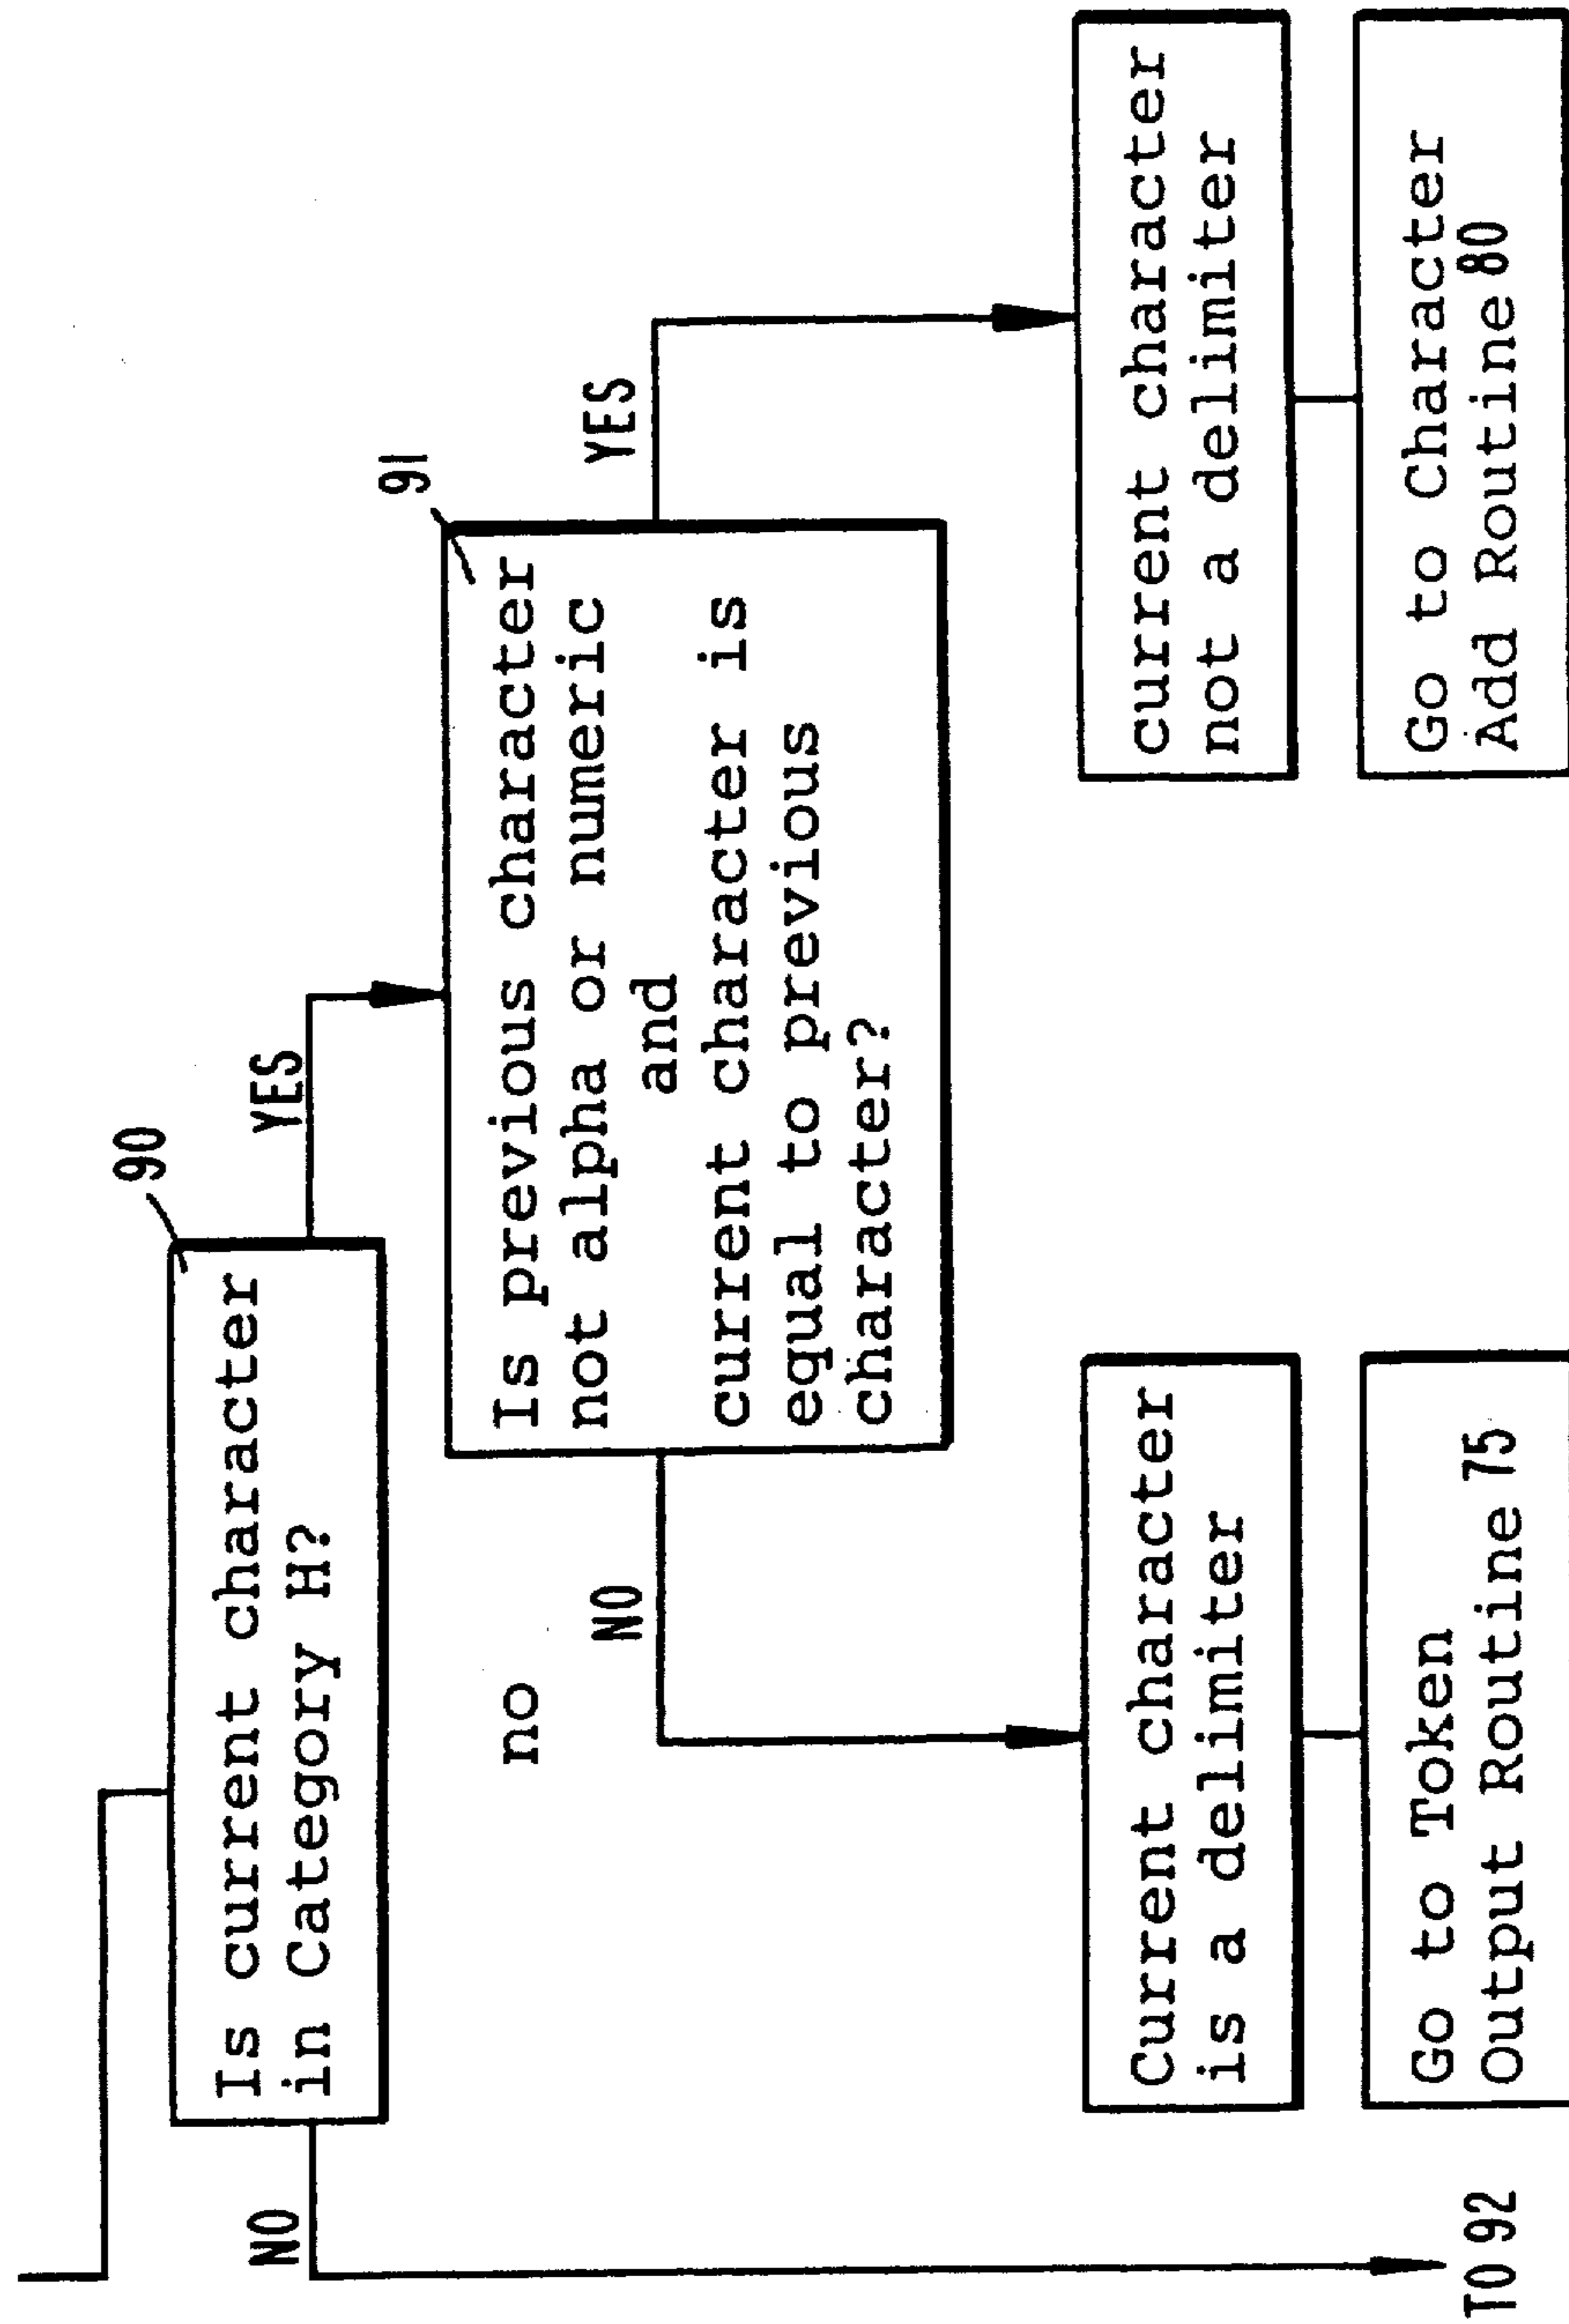 90
Is current character
in Category H?
NO
YES
91
Is previous character
not alpha or numeric
and
current character is
equal to previous
character?
no
NO
YES
Current character
is a delimiter
current character
not a delimiter
Go to Token
Output Routine 75
Go to Character
Add Routine 80
TO 92